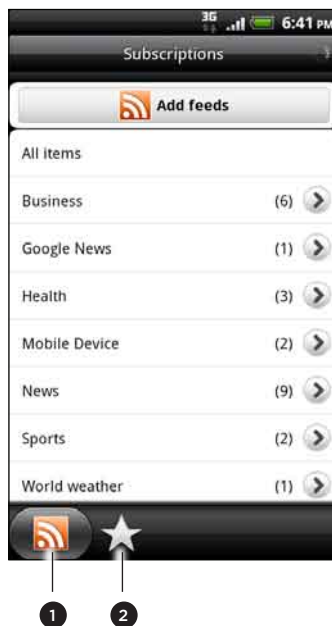 3G 6:41 PM
Subscriptions
Add feeds
All items
Business (6)
Google News (1)
Health (3)
Mobile Device (2)
News (9)
Sports (2)
World weather (1)
1 2